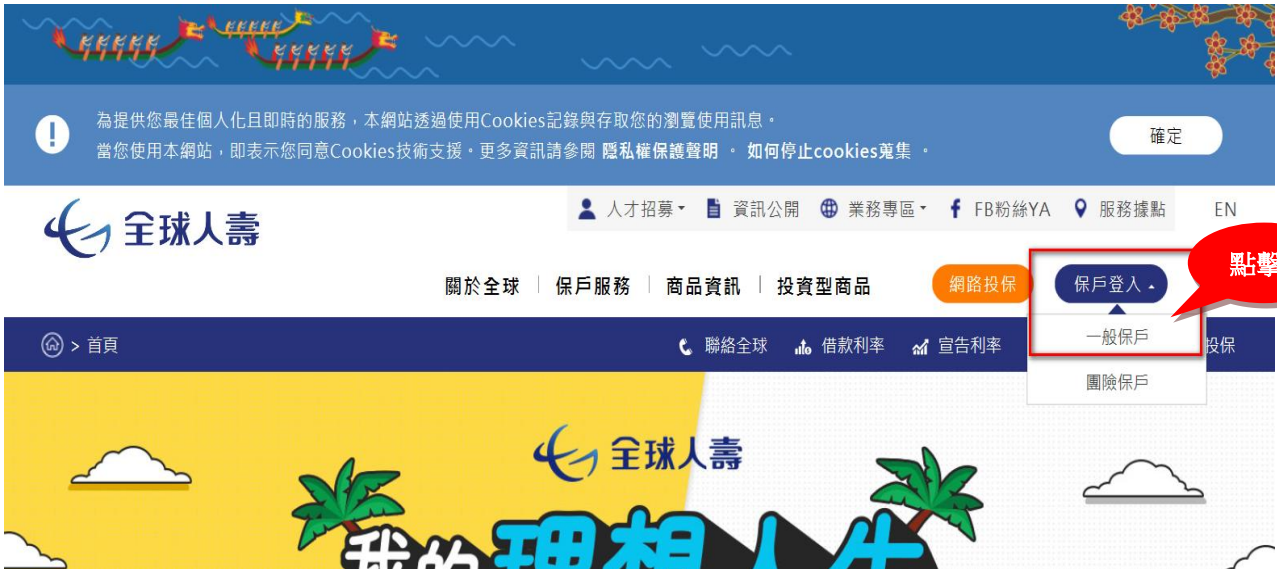 為提供您最佳個人化且即時的服務，本網站透過使用Cookies記錄與存取您的瀏覽使用訊息。
當您使用本網站，即表示您同意Cookies技術支援。更多資訊請參閱 隱私權保護聲明 。 如何停止cookies蒐集 。
確定
全球人壽
人才招募 資訊公開 業務專區 FB粉絲YA 服務據點 EN
關於全球 | 保戶服務 | 商品資訊 | 投資型商品 網路投保 保戶登入
點擊
> 首頁 聯絡全球 借款利率 宣告利率 投保
一般保戶
團險保戶
全球人壽
我的理想人生